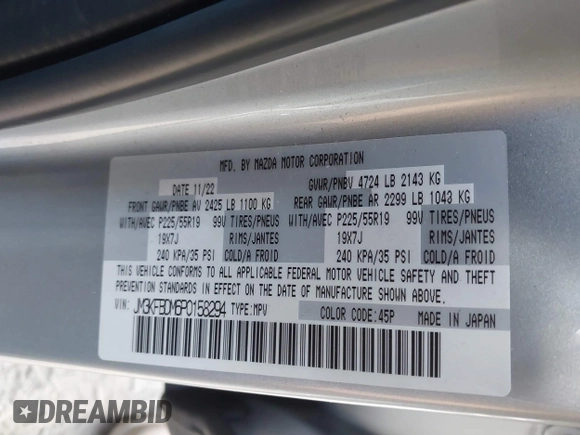 MFD. BY MAZDA MOTOR CORPORATION
DATE 11/22 GVWR/PNBV 4724 LB 2143 KG
FRONT GAWR/PNBE AV 2425 LB 1100 KG REAR GAWR/PNBE AR 2299 LB 1043 KG
WITH/AVEC P225/55R19 99V TIRES/PNEUS WITH/AVEC P225/55R19 99V TIRES/PNEUS
19X7J RIMS/JANTES 19X7J RIMS/JANTES
240 KPA/35 PSI COLD/A FROID 240 KPA/35 PSI COLD/A FROID
THIS VEHICLE CONFORMS TO ALL APPLICABLE FEDERAL MOTOR VEHICLE SAFETY AND THEFT
PREVENTION STANDARDS IN EFFECT ON THE DATE OF MANUFACTURE SHOWN ABOVE.
VIN: JM3KFBDM6P0158294 TYPE:MPV COLOR CODE:45P MADE IN JAPAN
DREAMBID